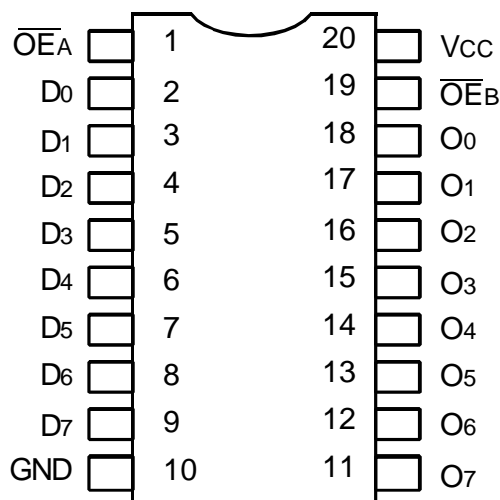 O̅E̅A 1 20 VCC
D0 2 19 O̅E̅B
D1 3 18 O0
D2 4 17 O1
D3 5 16 O2
D4 6 15 O3
D5 7 14 O4
D6 8 13 O5
D7 9 12 O6
GND 10 11 O7